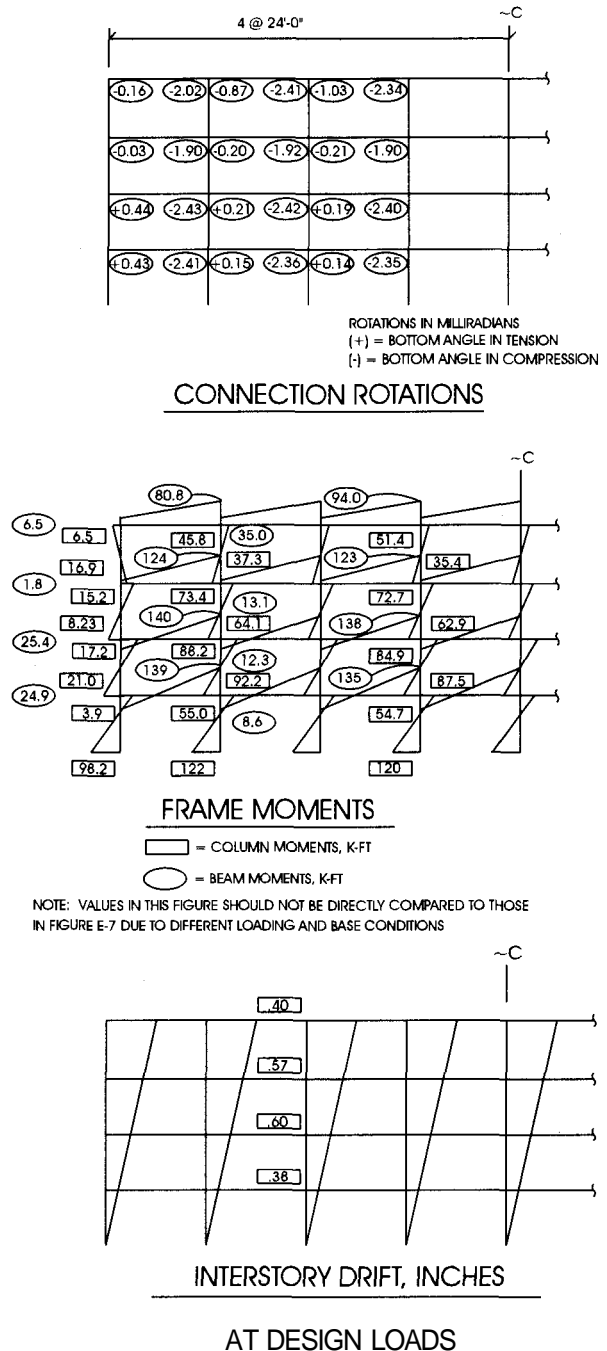 ~C
4 @ 24'-0"
-0.16 -2.02 -0.87 -2.41 -1.03 -2.34
-0.03 -1.90 -0.20 -1.92 -0.21 -1.90
+0.44 -2.43 +0.21 -2.42 +0.19 -2.40
+0.43 -2.41 +0.15 -2.36 +0.14 -2.35
ROTATIONS IN MILLIRADIANS
(+) = BOTTOM ANGLE IN TENSION
(-) = BOTTOM ANGLE IN COMPRESSION
CONNECTION ROTATIONS
~C
80.8 94.0
6.5 6.5 45.8 35.0 51.4
124 37.3 123 35.4
16.9
1.8
15.2 73.4 13.1 72.7
8.23 140 64.1 138 62.9
25.4
17.2 88.2 12.3 84.9
21.0 139 92.2 135 87.5
24.9
3.9 55.0 8.6 54.7
98.2 122 120
FRAME MOMENTS
= COLUMN MOMENTS, K-FT
= BEAM MOMENTS, K-FT
NOTE: VALUES IN THIS FIGURE SHOULD NOT BE DIRECTLY COMPARED TO THOSE
IN FIGURE E-7 DUE TO DIFFERENT LOADING AND BASE CONDITIONS
~C
.40
.57
.60
.38
INTERSTORY DRIFT, INCHES
AT DESIGN LOADS